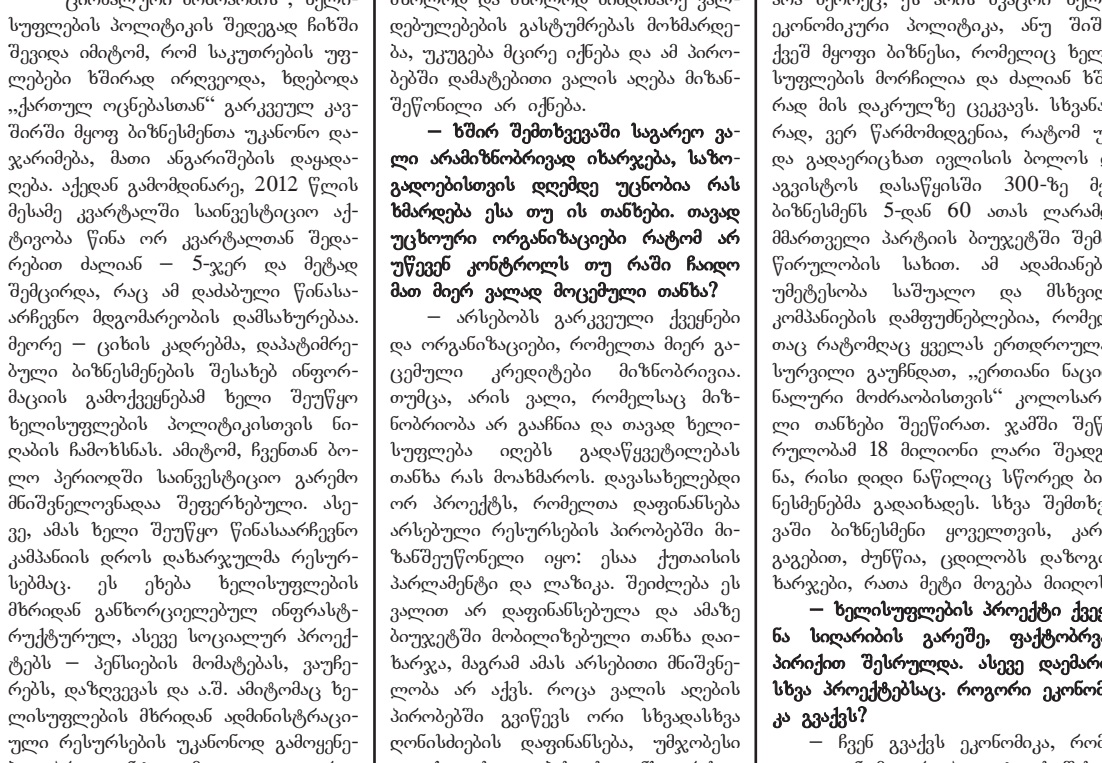 სუფლების პოლიტიკის შედეგად ჩიხში
შევიდა იმიტომ, რომ საკუთრების უფ-
ლებები ხშირად ირღვეოდა, ხდებოდა
„ქართულ ოცნებასთან“ გარკვეულ კავ-
შირში მყოფ ბიზნესმენთა უკანონო და-
ჯარიმება, მათი ანგარიშების დაყადა-
ღება. აქედან გამომდინარე, 2012 წლის
მესამე კვარტალში საინვესტიციო აქ-
ტივობა წინა ორ კვარტალთან შედა-
რებით ძალიან – 5-ჯერ და მეტად
შემცირდა, რაც ამ დაძაბული წინასა-
არჩევნო მდგომარეობის დამსახურებაა.
მეორე – ციხის კადრებმა, დაპატიმრე-
ბული ბიზნესმენების შესახებ ინფორ-
მაციის გამოქვეყნებამ ხელი შეუწყო
ხელისუფლების პოლიტიკისთვის ნი-
ღაბის ჩამოხსნას. ამიტომ, ჩვენთან ბო-
ლო პერიოდში საინვესტიციო გარემო
მნიშვნელოვნადაა შეფერხებული. ასე-
ვე, ამას ხელი შეუწყო წინასაარჩევნო
კამპანიის დროს დახარჯულმა რესურ-
სებმაც. ეს ეხება ხელისუფლების
მხრიდან განხორციელებულ ინფრასტ-
რუქტურულ, ასევე სოციალურ პროექ-
ტებს – პენსიების მომატებას, ვაუჩე-
რებს, დაზღვევას და ა.შ. ამიტომაც ხე-
ლისუფლების მხრიდან ადმინისტრაცი-
ული რესურსების უკანონოდ გამოყენე-
დებულებების გასტუმრებას მოხმარდე-
ბა, უკუგება მცირე იქნება და ამ პირო-
ბებში დამატებითი ვალის აღება მიზან-
შეწონილი არ იქნება.
– ხშირ შემთხვევაში საგარეო ვა-
ლი არამიზნობრივად იხარჯება, საზო-
გადოებისთვის დღემდე უცნობია რას
ხმარდება ესა თუ ის თანხები. თავად
უცხოური ორგანიზაციები რატომ არ
უწევენ კონტროლს თუ რაში ჩაიდო
მათ მიერ ვალად მოცემული თანხა?
– არსებობს გარკვეული ქვეყნები
და ორგანიზაციები, რომელთა მიერ გა-
ცემული კრედიტები მიზნობრივია.
თუმცა, არის ვალი, რომელსაც მიზ-
ნობრიობა არ გააჩნია და თავად ხელი-
სუფლება იღებს გადაწყვეტილებას
თანხა რას მოახმაროს. დავასახელებდი
ორ პროექტს, რომელთა დაფინანსება
არსებული რესურსების პირობებში მი-
ზანშეუწონელი იყო: ესაა ქუთაისის
პარლამენტი და ლაზიკა. შეიძლება ეს
ვალით არ დაფინანსებულა და ამაზე
ბიუჯეტში მობილიზებული თანხა დაი-
ხარჯა, მაგრამ ამას არსებითი მნიშვნე-
ლობა არ აქვს. როცა ვალის აღების
პირობებში გვიწევს ორი სხვადასხვა
ღონისძიების დაფინანსება, უმჯობესი
ეკონომიკური პოლიტიკა, ანუ შიშ
ქვეშ მყოფი ბიზნესი, რომელიც ხელ
სუფლების მორჩილია და ძალიან ხშ
რად მის დაკრულზე ცეკვავს. სხვანა
რად, ვერ წარმომიდგენია, რატომ უ
და გადაერიცხათ ივლისის ბოლოს
აგვისტოს დასაწყისში 300-ზე მე
ბიზნესმენს 5-დან 60 ათას ლარამდ
მმართველი პარტიის ბიუჯეტში შემ
წირულობის სახით. ამ ადამიანებ
უმეტესობა საშუალო და მსხვილ
კომპანიების დამფუძნებლებია, რომელ
თაც რატომღაც ყველას ერთდროულ
სურვილი გაუჩნდათ, „ერთიანი ნაციო
ნალური მოძრაობისთვის“ კოლოსარ
ლი თანხები შეეწირათ. ჯამში შეწ
რულობამ 18 მილიონი ლარი შეადგ
ნა, რისი დიდი ნაწილიც სწორედ ბი
ნესმენებმა გადაიხადეს. სხვა შემთხვ
ვაში ბიზნესმენი ყოველთვის, კარ
გაგებით, ძუნწია, ცდილობს დაზოგ
ხარჯები, რათა მეტი მოგება მიიღოს
– ხელისუფლების პროექტი ქვეყ
ნა სიღარიბის გარეშე, ფაქტობრვა
პირიქით შესრულდა. ასევე დაემარ
სხვა პროექტებსაც. როგორი ეკონომ
კა გვაქვს?
– ჩვენ გვაქვს ეკონომიკა, რომ